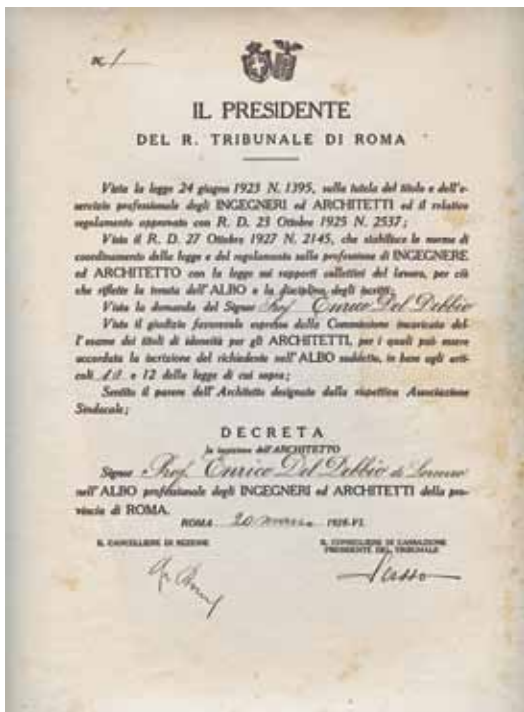 N. 1
IL PRESIDENTE
DEL R. TRIBUNALE DI ROMA
Vista la legge 24 giugno 1923 N. 1395, sulla tutela del titolo e dell'e-
sercizio professionale degli INGEGNERI ed ARCHITETTI ed il relativo
regolamento approvato con R. D. 23 Ottobre 1925 N. 2537;
Visto il R. D. 27 Ottobre 1927 N. 2145, che stabilisce le norme di
coordinamento della legge e del regolamento sulla professione di INGEGNERE
ed ARCHITETTO con la legge sui rapporti collettivi del lavoro, per ciò
che riflette la tenuta dell'ALBO e la disciplina degli iscritti;
Vista la domanda del Signor Prof Enrico Del Debbio
Visto il giudizio favorevole espresso dalla Commissione incaricata del-
l'esame dei titoli di idoneità per gli ARCHITETTI, per i quali può essere
accordata la iscrizione del richiedente nell'ALBO suddetto, in base agli arti-
coli 10 e 12 della legge di cui sopra;
Sentito il parere dell'Architetto designato dalla rispettiva Associazione
Sindacale;
DECRETA
la iscrizione dell'ARCHITETTO
Signor Prof. Enrico Del Debbio di
nell'ALBO professionale degli INGEGNERI ed ARCHITETTI della pro-
vincia di ROMA.
ROMA 20 marzo 1928-VI.
IL CANCELLIERE DI SEZIONE
IL CONSIGLIERE DI CASSAZIONE
PRESIDENTE DEL TRIBUNALE